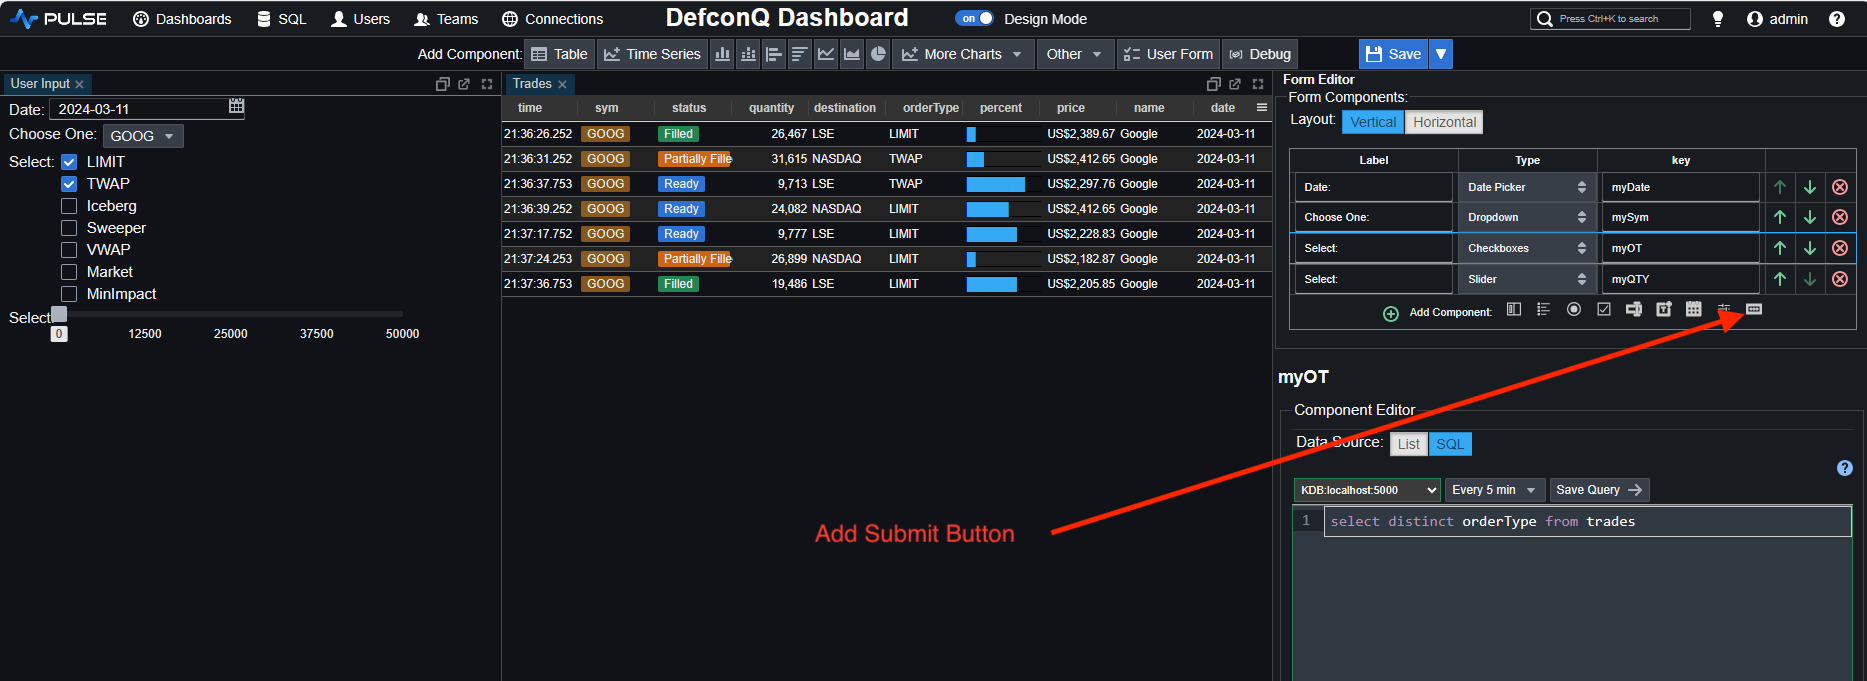 PULSE Dashboards SQL Users Teams Connections DefconQ Dashboard on Design Mode Press Ctrl+K to search admin ?
Add Component: Table Time Series More Charts Other User Form Debug Save
User Input
Date: 2024-03-11
Choose One: GOOG
Select: LIMIT
TWAP
Iceberg
Sweeper
VWAP
Market
MinImpact
Select:
0 12500 25000 37500 50000
Trades
time sym status quantity destination orderType percent price name date
21:36:26.252 GOOG Filled 26,467 LSE LIMIT US$2,389.67 Google 2024-03-11
21:36:31.252 GOOG Partially Fille 31,615 NASDAQ TWAP US$2,412.65 Google 2024-03-11
21:36:37.753 GOOG Ready 9,713 LSE TWAP US$2,297.76 Google 2024-03-11
21:36:39.252 GOOG Ready 24,082 NASDAQ LIMIT US$2,412.65 Google 2024-03-11
21:37:17.752 GOOG Ready 9,777 LSE LIMIT US$2,228.83 Google 2024-03-11
21:37:24.253 GOOG Partially Fille 26,899 NASDAQ LIMIT US$2,182.87 Google 2024-03-11
21:37:36.753 GOOG Filled 19,486 LSE LIMIT US$2,205.85 Google 2024-03-11
Add Submit Button
Form Editor
Form Components:
Layout: Vertical Horizontal
Label Type key
Date: Date Picker myDate
Choose One: Dropdown mySym
Select: Checkboxes myOT
Select: Slider myQTY
Add Component:
myOT
Component Editor
Data Source: List SQL
?
KDB:localhost:5000 Every 5 min Save Query
1 select distinct orderType from trades